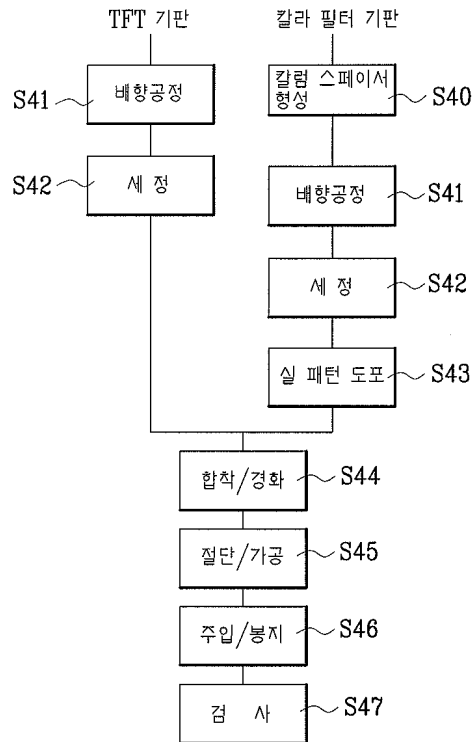 TFT 기판
칼라 필터 기판
S41
배향공정
칼럼 스페이서
형성
S40
S42
세 정
배향공정
S41
세 정
S42
실 패턴 도포
S43
합착/경화
S44
절단/가공
S45
주입/봉지
S46
검 사
S47